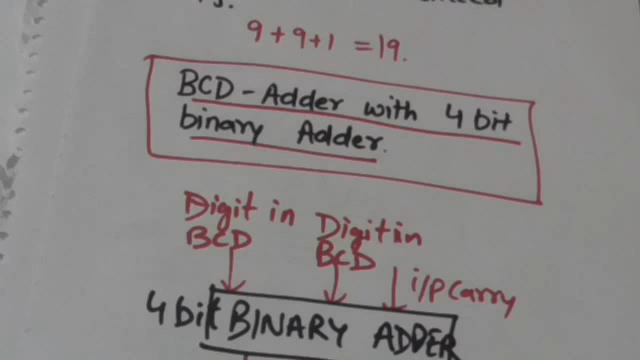 9 + 9 + 1 = 19.
BCD - Adder with 4 bit
binary Adder.
Digit in Digit in
BCD BCD i/p Carry
4 bit BINARY ADDER